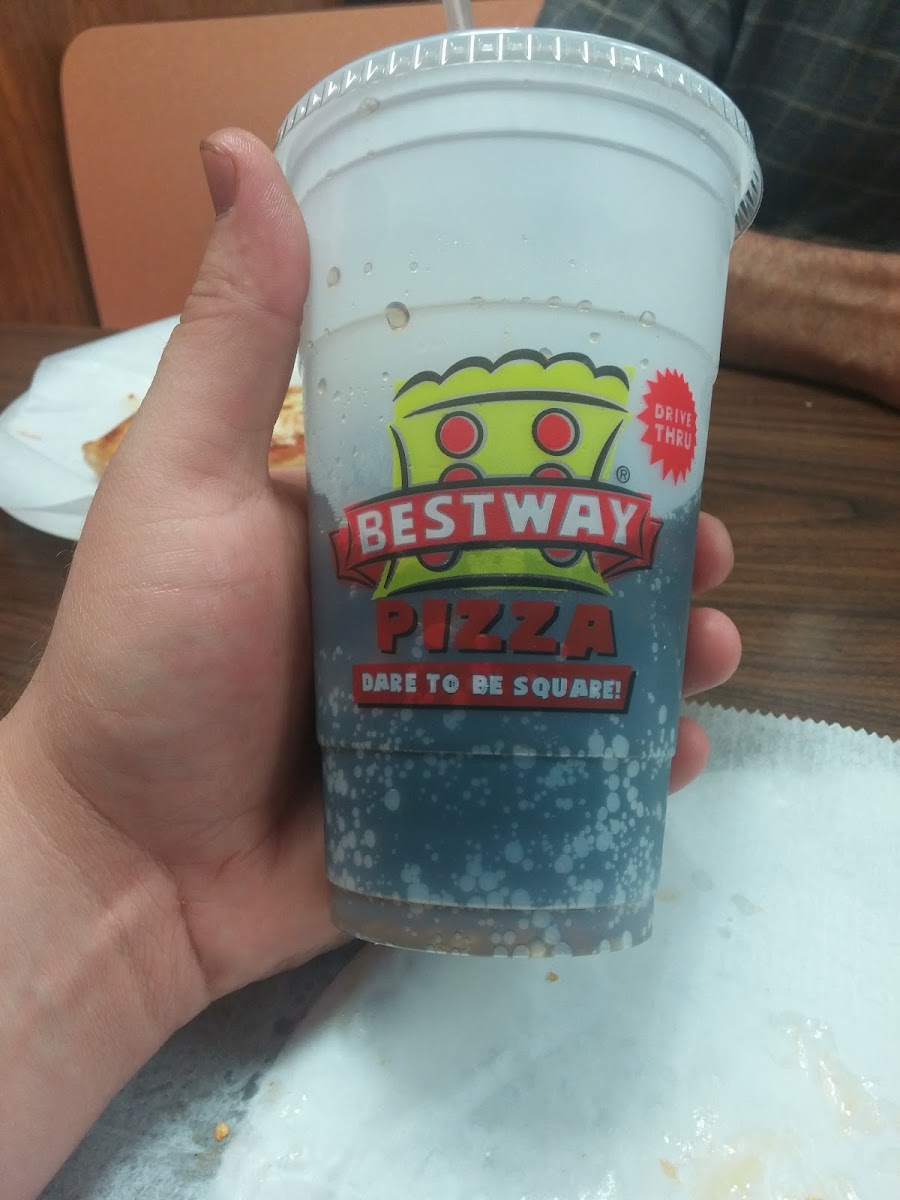 DRIVE
THRU
®
BESTWAY
PIZZA
DARE TO BE SQUARE!